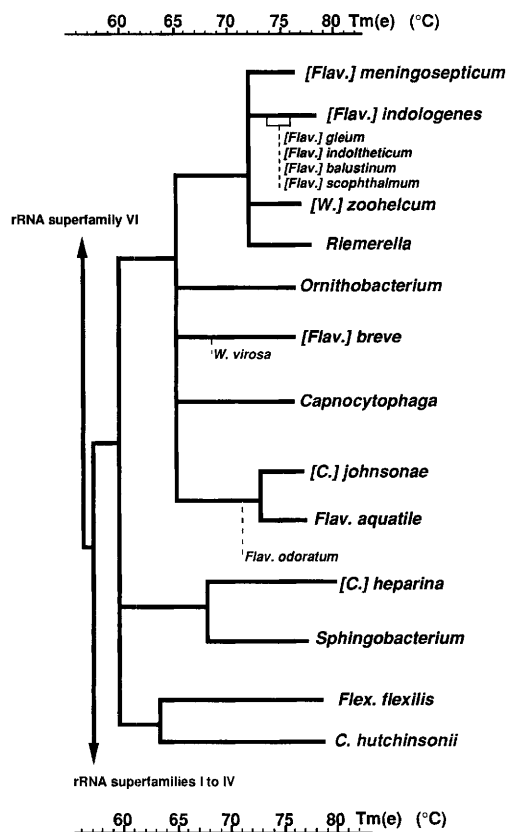 60 65 70 75 Tm(e) (°C)
[Flav.] meningosepticum
[Flav.] indologenes
[Flav.] gleum
[Flav.] indoltheticum
[Flav.] balustinum
[Flav.] scophthalmum
[W.] zoohelcum
rRNA superfamily VI
Riemerella
Ornithobacterium
[Flav.] breve
W. virosa
Capnocytophaga
[C.] johnsonae
Flav. aquatile
Flav. odoratum
[C.] heparina
Sphingobacterium
Flex. flexilis
C. hutchinsonii
rRNA superfamilies I to IV
60 65 70 75 80 Tm(e) (°C)